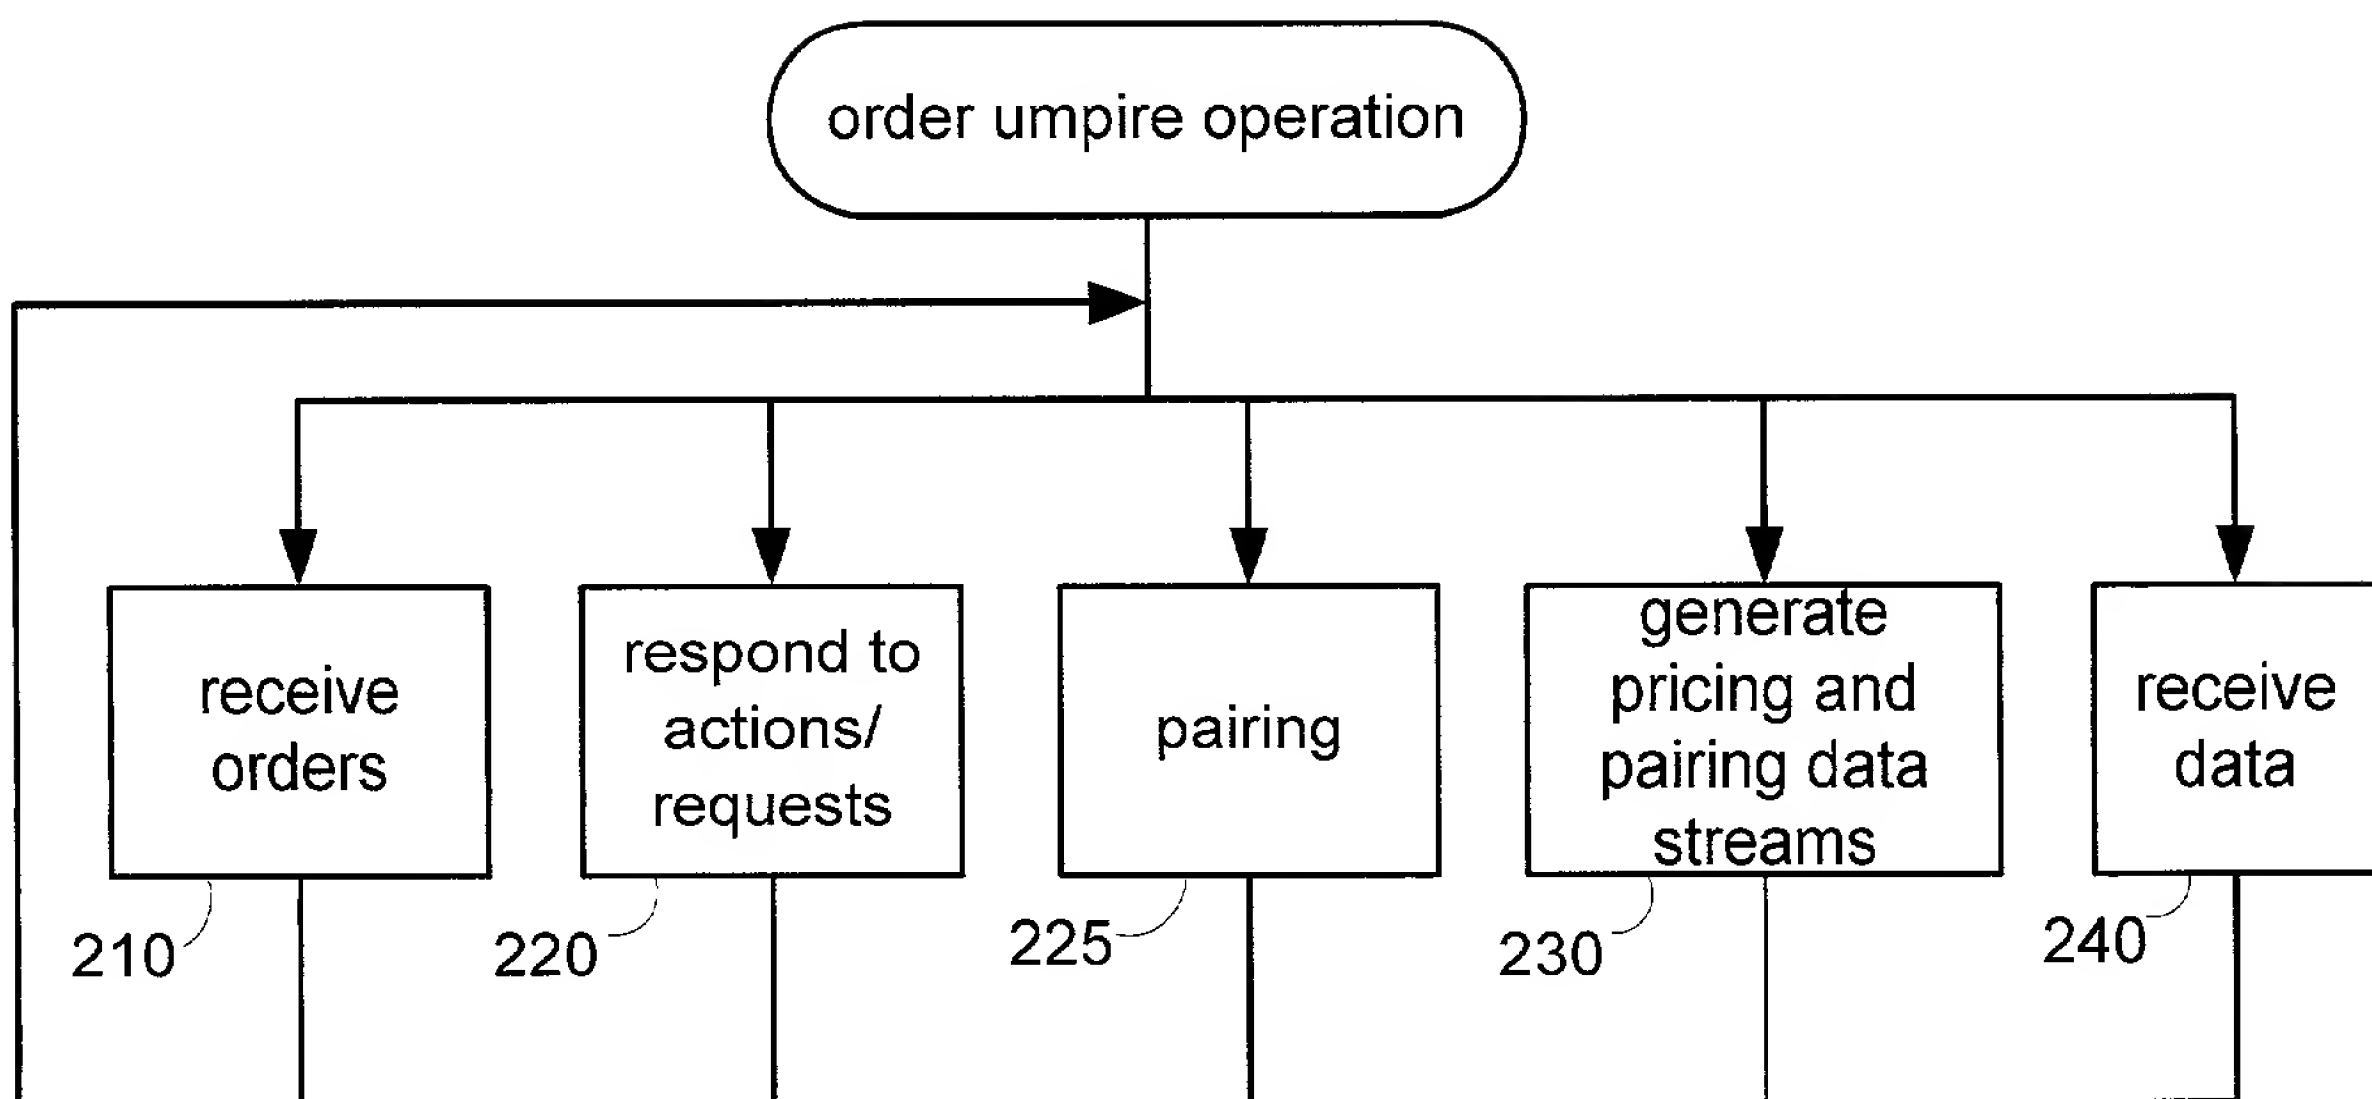 order umpire operation
receive
orders
210
respond to
actions/
requests
220
pairing
225
generate
pricing and
pairing data
streams
230
receive
data
240